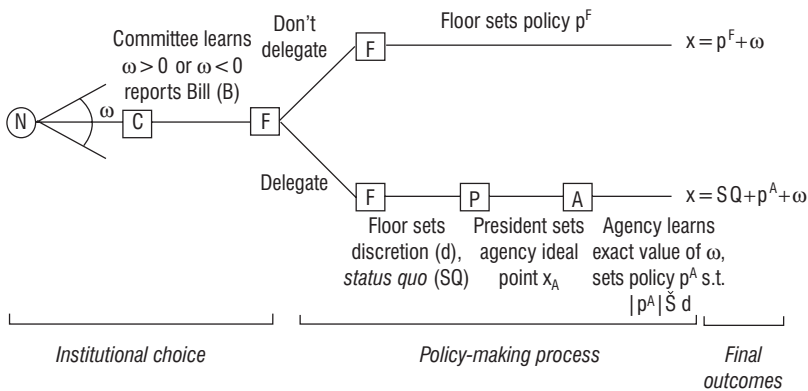 Committee learns
ω > 0 or ω < 0
reports Bill (B)
Don't
delegate
Floor sets policy p^F
F
x = p^F + ω
N
ω
C
F
Delegate
F
P
A
x = SQ + p^A + ω
Floor sets
discretion (d),
status quo (SQ)
President sets
agency ideal
point x_A
Agency learns
exact value of ω,
sets policy p^A s.t.
|p^A| Š d
Institutional choice
Policy-making process
Final
outcomes